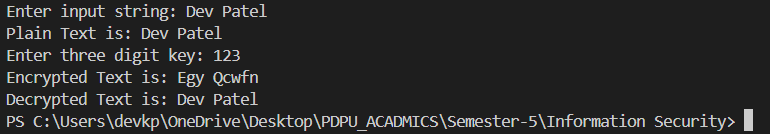 Enter input string: Dev Patel
Plain Text is: Dev Patel
Enter three digit key: 123
Encrypted Text is: Egy Qcwfn
Decrypted Text is: Dev Patel
PS C:\Users\devkp\OneDrive\Desktop\PDPU_ACADMICS\Semester-5\Information Security>